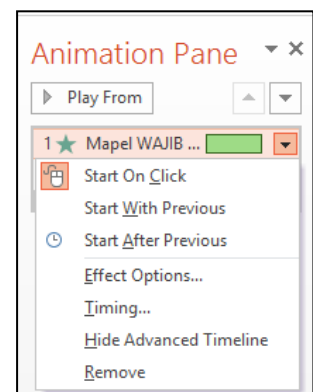 Animation Pane
Play From
1 Mapel WAJIB ...
Start On Click
Start With Previous
Start After Previous
Effect Options...
Timing...
Hide Advanced Timeline
Remove